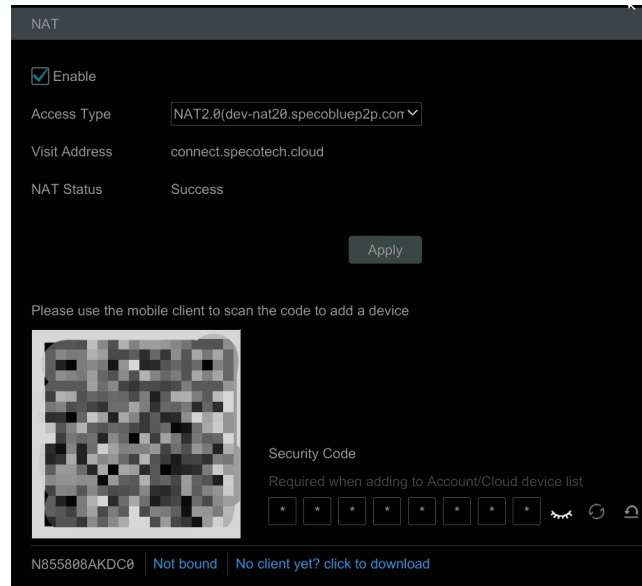 NAT
Enable
Access Type NAT2.0(dev-nat20.specobluep2p.com
Visit Address connect.specotech.cloud
NAT Status Success
Apply
Please use the mobile client to scan the code to add a device
Security Code
Required when adding to Account/Cloud device list
* * * * * * * *
N855808AKDC0 Not bound No client yet? click to download